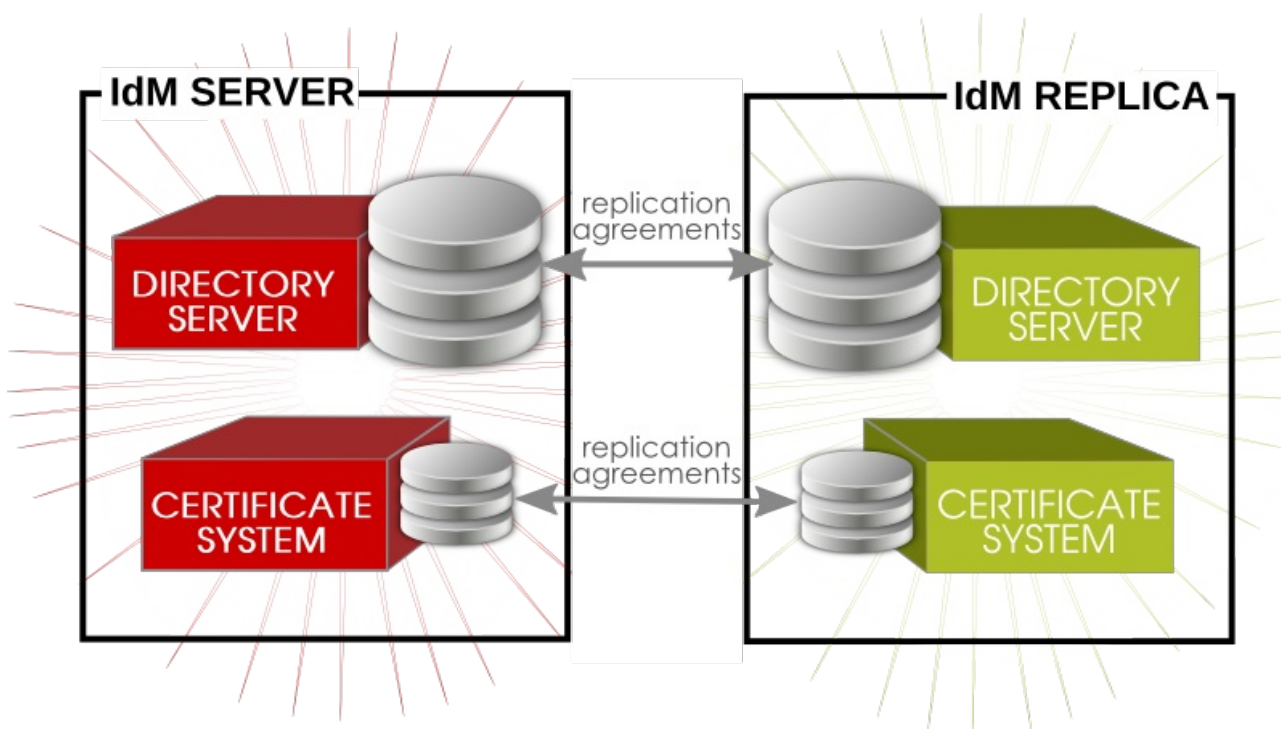 IdM SERVER
IdM REPLICA
replication
agreements
DIRECTORY
SERVER
DIRECTORY
SERVER
replication
agreements
CERTIFICATE
SYSTEM
CERTIFICATE
SYSTEM